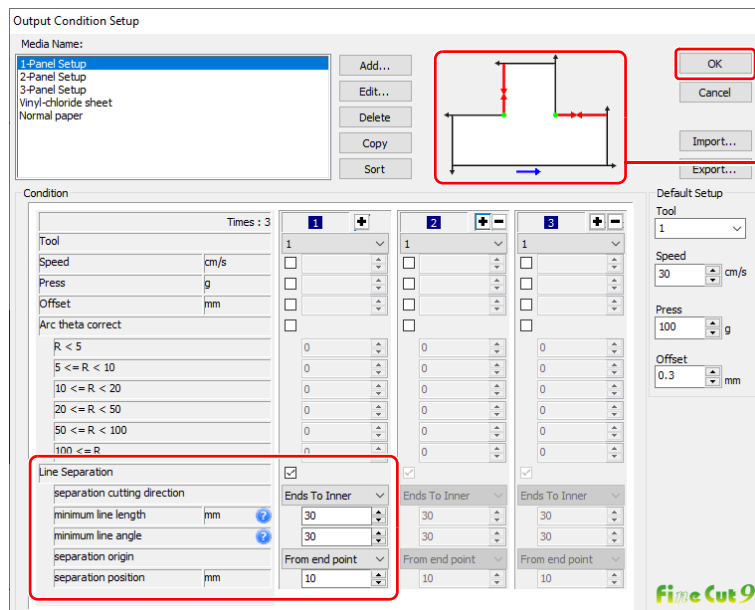 Output Condition Setup
Media Name:
1-Panel Setup
2-Panel Setup
3-Panel Setup
Vinyl-chloride sheet
Normal paper
Add...
Edit...
Delete
Copy
Sort
OK
Cancel
Import...
Export...
Condition
Times : 3 1 + 2 + − 3 + −
Tool 1 1 1
Speed cm/s
Press g
Offset mm
Arc theta correct
R < 5 0 0 0
5 <= R < 10 0 0 0
10 <= R < 20 0 0 0
20 <= R < 50 0 0 0
50 <= R < 100 0 0 0
100 <= R 0 0 0
Line Separation
separation cutting direction Ends To Inner Ends To Inner Ends To Inner
minimum line length mm ? 30 30 30
minimum line angle ? 30 30 30
separation origin From end point From end point From end point
separation position mm 10 10 10
Default Setup
Tool
1
Speed
30 cm/s
Press
100 g
Offset
0.3 mm
Fine Cut 9